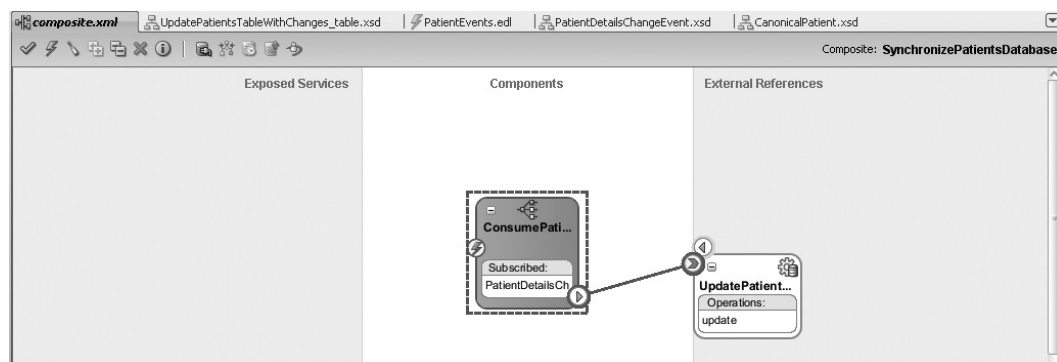 composite.xml UpdatePatientsTableWithChanges_table.xsd PatientEvents.edl PatientDetailsChangeEvent.xsd CanonicalPatient.xsd
Composite: SynchronizePatientsDatabase
Exposed Services Components External References
ConsumePati...
Subscribed:
PatientDetailsCh
UpdatePatient...
Operations:
update